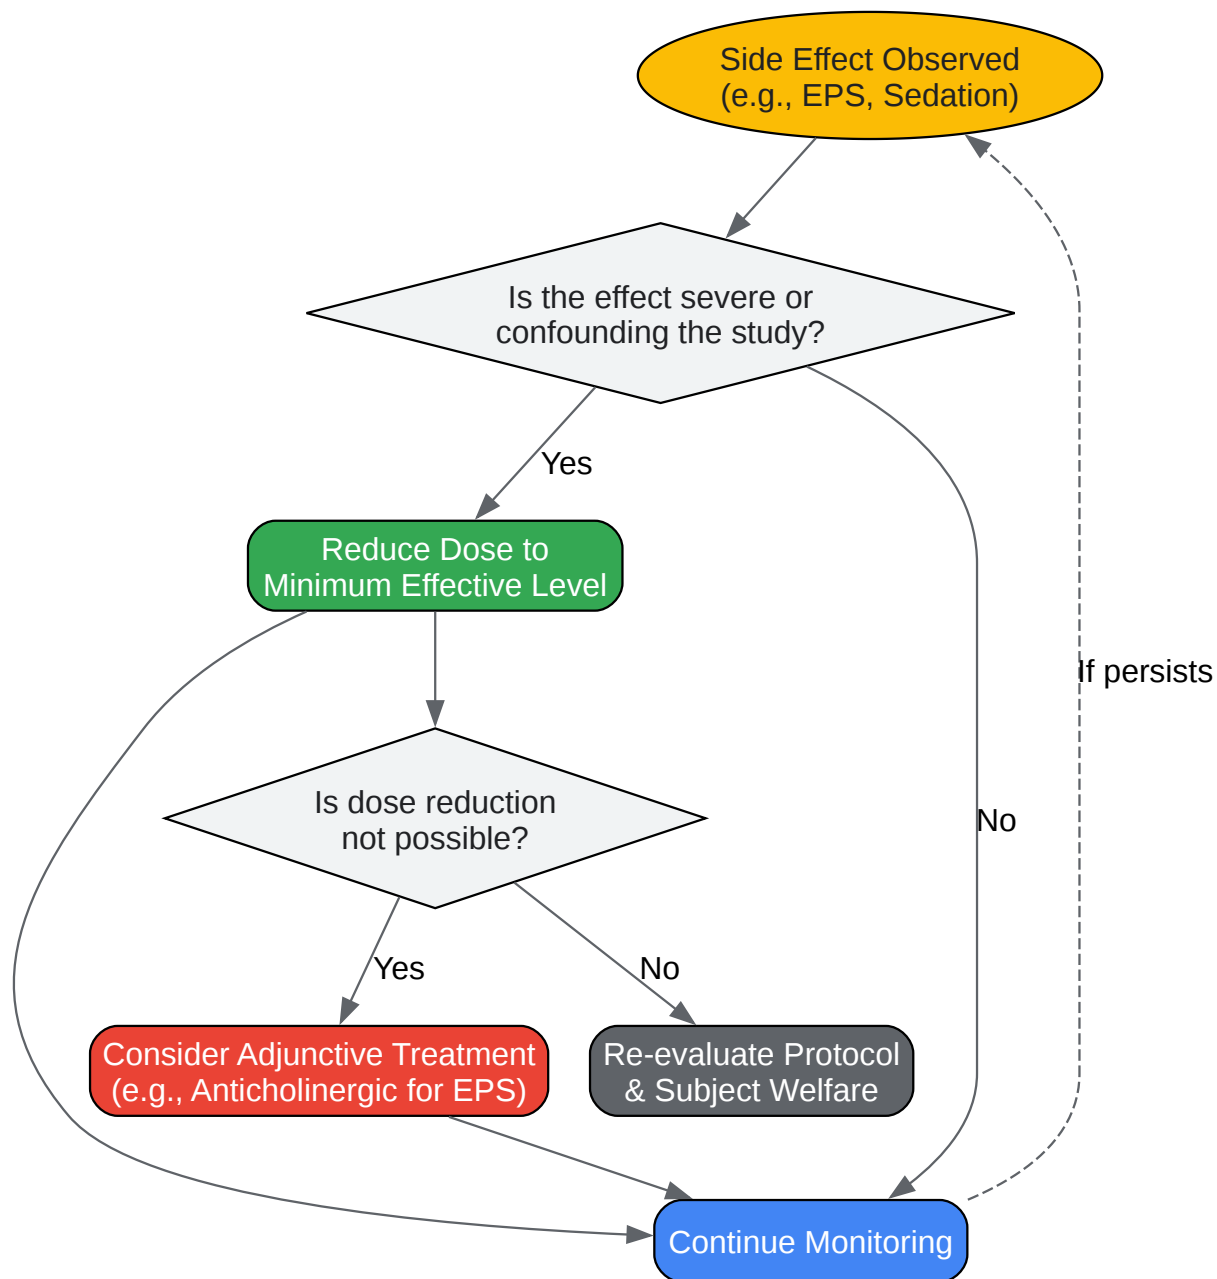 Side Effect Observed
(e.g., EPS, Sedation)
Is the effect severe or
confounding the study?
Yes
Reduce Dose to
Minimum Effective Level
If persists
Is dose reduction
not possible?
No
Yes
No
Consider Adjunctive Treatment
(e.g., Anticholinergic for EPS)
Re-evaluate Protocol
& Subject Welfare
Continue Monitoring